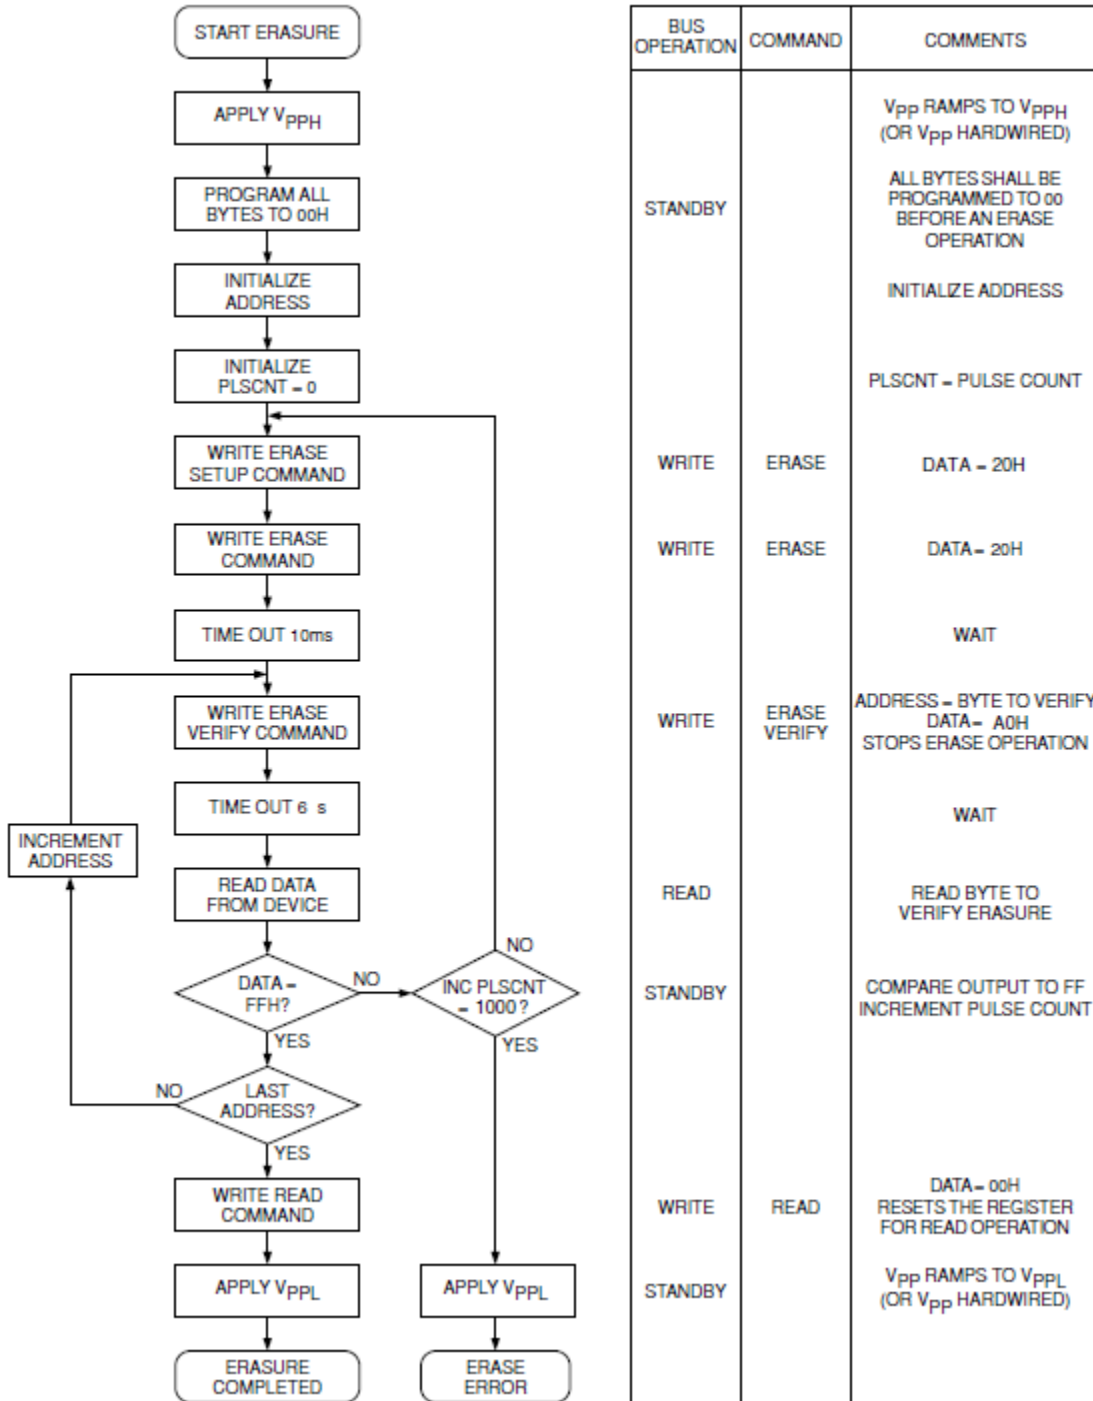 START ERASURE
APPLY VPPH
PROGRAM ALL
BYTES TO 00H
INITIALIZE
ADDRESS
INITIALIZE
PLSCNT = 0
WRITE ERASE
SETUP COMMAND
WRITE ERASE
COMMAND
TIME OUT 10ms
WRITE ERASE
VERIFY COMMAND
TIME OUT 6 s
INCREMENT
ADDRESS
READ DATA
FROM DEVICE
DATA =
FFH?
NO
YES
INC PLSCNT
= 1000 ?
NO
YES
LAST
ADDRESS?
NO
YES
WRITE READ
COMMAND
APPLY VPPL
APPLY VPPL
ERASURE
COMPLETED
ERASE
ERROR
BUS
OPERATION
COMMAND
COMMENTS
VPP RAMPS TO VPPH
(OR VPP HARDWIRED)
STANDBY
ALL BYTES SHALL BE
PROGRAMMED TO 00
BEFORE AN ERASE
OPERATION
INITIALIZE ADDRESS
PLSCNT = PULSE COUNT
WRITE
ERASE
DATA = 20H
WRITE
ERASE
DATA = 20H
WAIT
WRITE
ERASE
VERIFY
ADDRESS = BYTE TO VERIFY
DATA = A0H
STOPS ERASE OPERATION
WAIT
READ
READ BYTE TO
VERIFY ERASURE
STANDBY
COMPARE OUTPUT TO FF
INCREMENT PULSE COUNT
WRITE
READ
DATA = 00H
RESETS THE REGISTER
FOR READ OPERATION
STANDBY
VPP RAMPS TO VPPL
(OR VPP HARDWIRED)